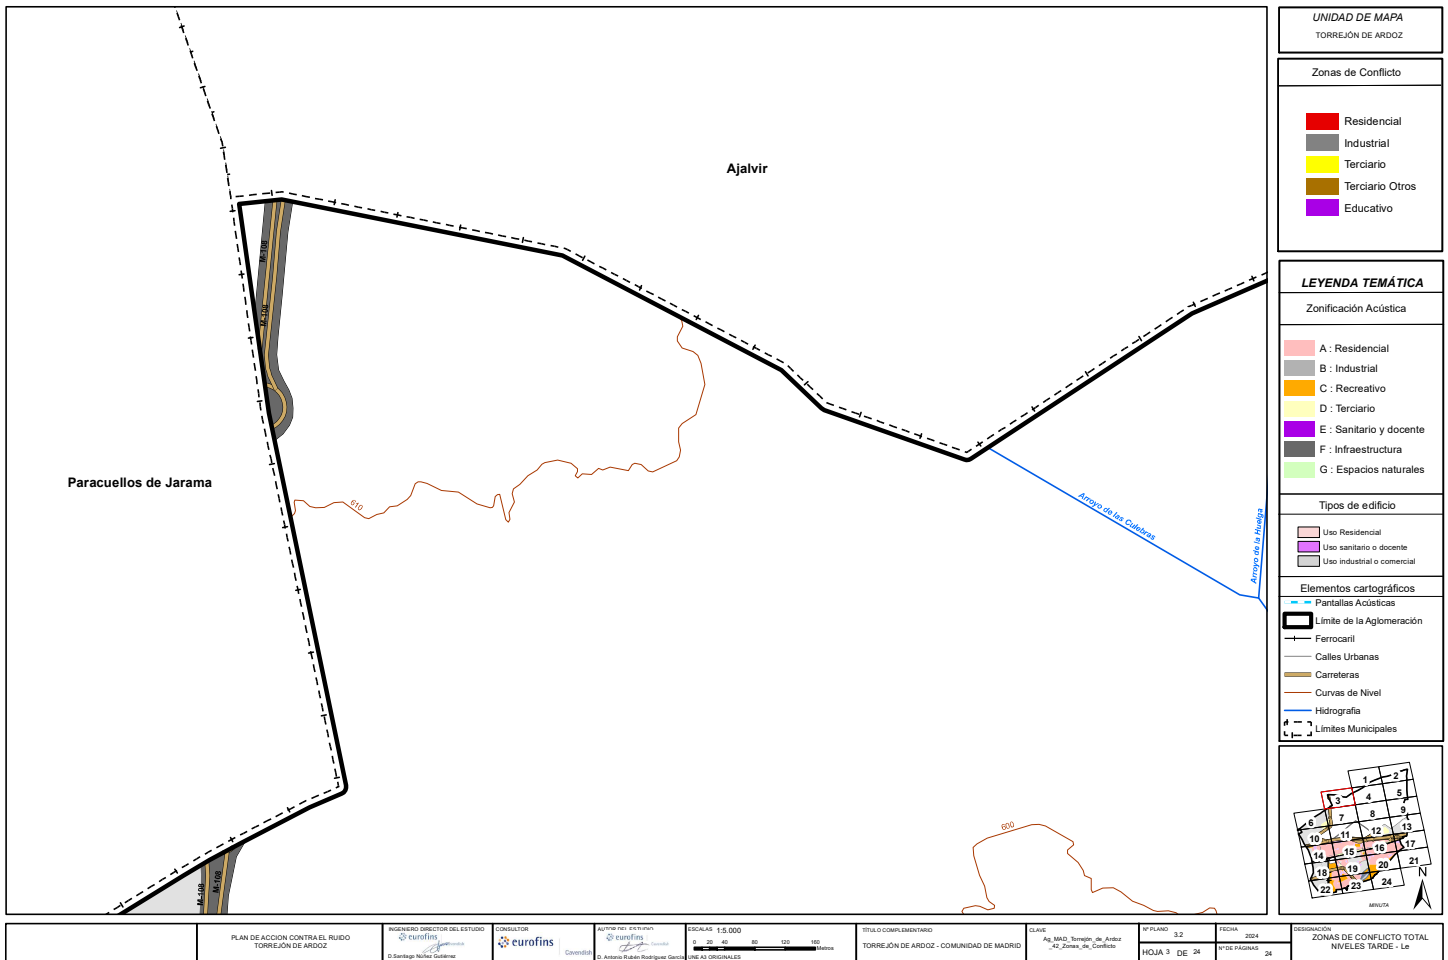 UNIDAD DE MAPA
TORREJÓN DE ARDOZ
Zonas de Conflicto
Residencial
Industrial
Terciario
Terciario Otros
Educativo
LEYENDA TEMÁTICA
Zonificación Acústica
A : Residencial
B : Industrial
C : Recreativo
D : Terciario
E : Sanitario y docente
F : Infraestructura
G : Espacios naturales
Tipos de edificio
Uso Residencial
Uso sanitario o docente
Uso industrial o comercial
Elementos cartográficos
Pantallas Acústicas
Límite de la Aglomeración
Ferrocaril
Calles Urbanas
Carreteras
Curvas de Nivel
Hidrografia
Límites Municipales
1
2
3
4
5
6
7
8
9
10
11
12
13
14
15
16
17
18
19
20
21
22
23
24
N
MINUTA
Ajalvir
Paracuellos de Jarama
M-108
M-108
M-108
M-108
610
600
Arroyo de las Culebras
Arroyo de la Huelga
PLAN DE ACCION CONTRA EL RUIDO
TORREJÓN DE ARDOZ
INGENIERO DIRECTOR DEL ESTUDIO
eurofins
D.Santiago Núñez Gutiérrez
CONSULTOR
eurofins
Cavendish
AUTOR DEL ESTUDIO
eurofins
D. Antonio Rubén Rodríguez García
ESCALAS 1:5.000
0 20 40 80 120 160
Metros
UNE A3 ORIGINALES
TÍTULO COMPLEMENTARIO
TORREJÓN DE ARDOZ - COMUNIDAD DE MADRID
CLAVE
Ag_MAD_Torrejón_de_Ardoz
_42_Zonas_de_Conflicto
Nº PLANO 3.2
HOJA 3 DE 24
FECHA
2024
Nº DE PÁGINAS
24
DESIGNACIÓN
ZONAS DE CONFLICTO TOTAL
NIVELES TARDE - Le